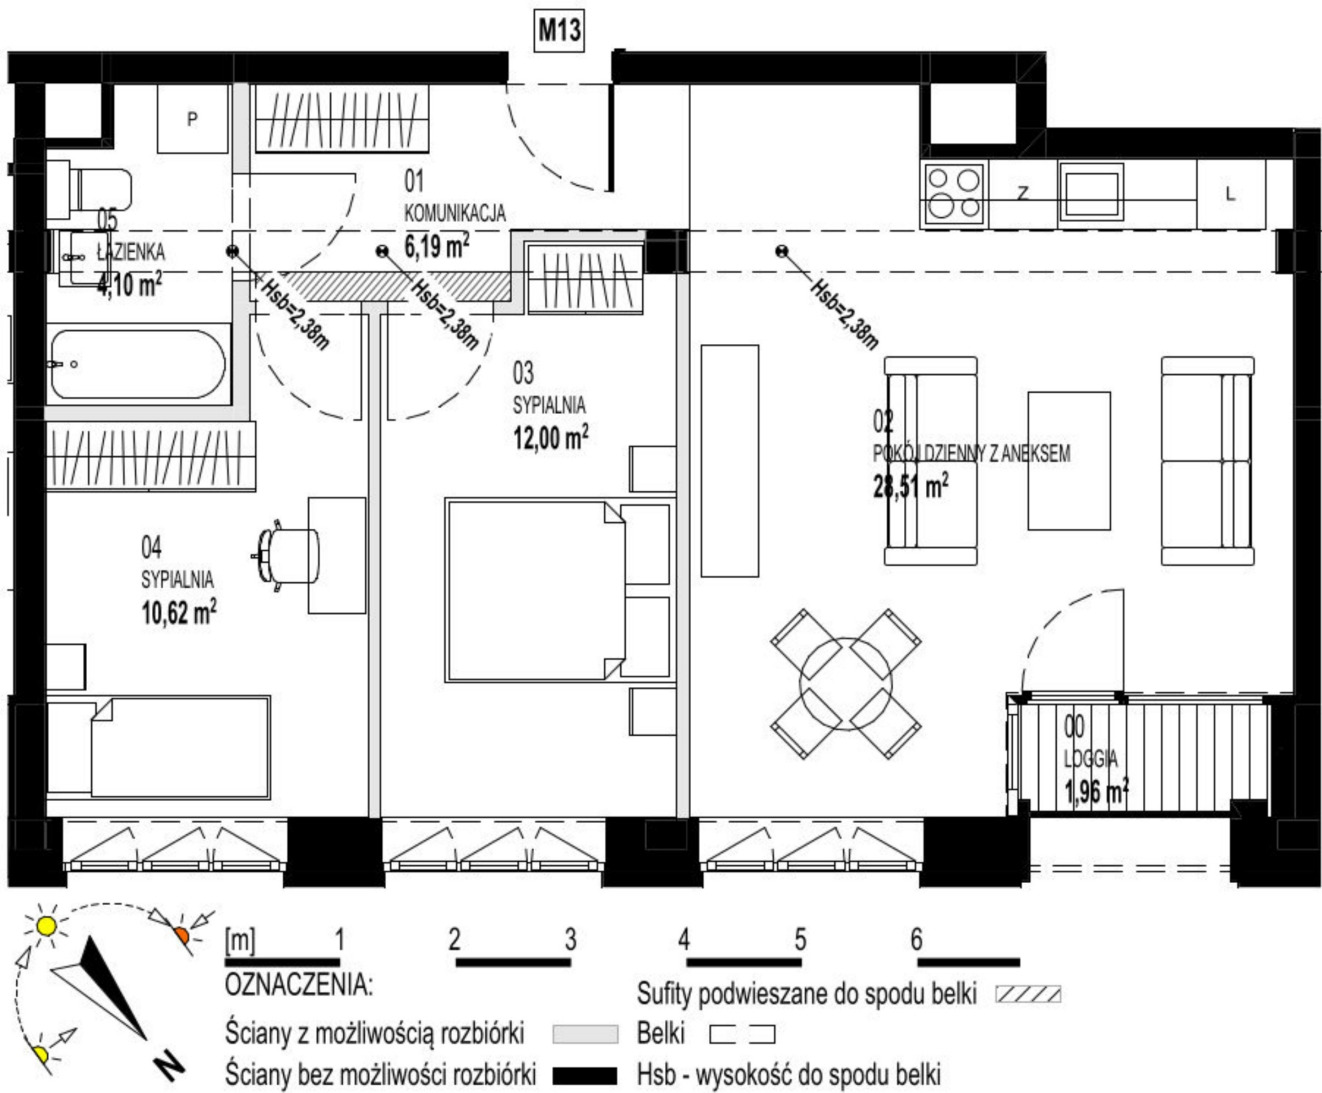 M13
P
01
KOMUNIKACJA
6,19 m²
Z
L
05
ŁAZIENKA
4,10 m²
Hsb=2,38m
Hsb=2,38m
Hsb=2,38m
03
SYPIALNIA
12,00 m²
02
POKÓJ DZIENNY Z ANEKSEM
28,51 m²
04
SYPIALNIA
10,62 m²
00
LOGGIA
1,96 m²
N
[m] 1 2 3 4 5 6
OZNACZENIA:
Sufity podwieszane do spodu belki
Ściany z możliwością rozbiórki
Belki
Ściany bez możliwości rozbiórki
Hsb - wysokość do spodu belki